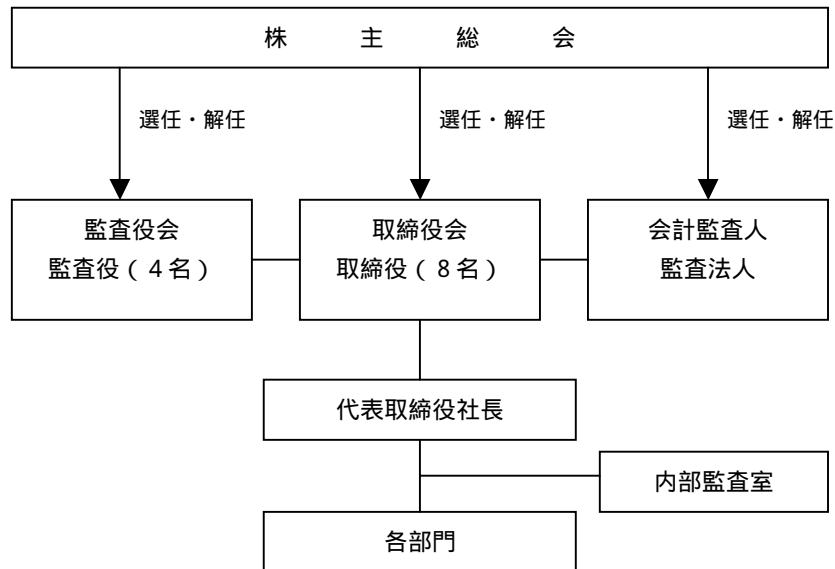 株主総会
選任・解任
選任・解任
選任・解任
監査役会
監査役(4名)
取締役会
取締役(8名)
会計監査人
監査法人
代表取締役社長
内部監査室
各部門